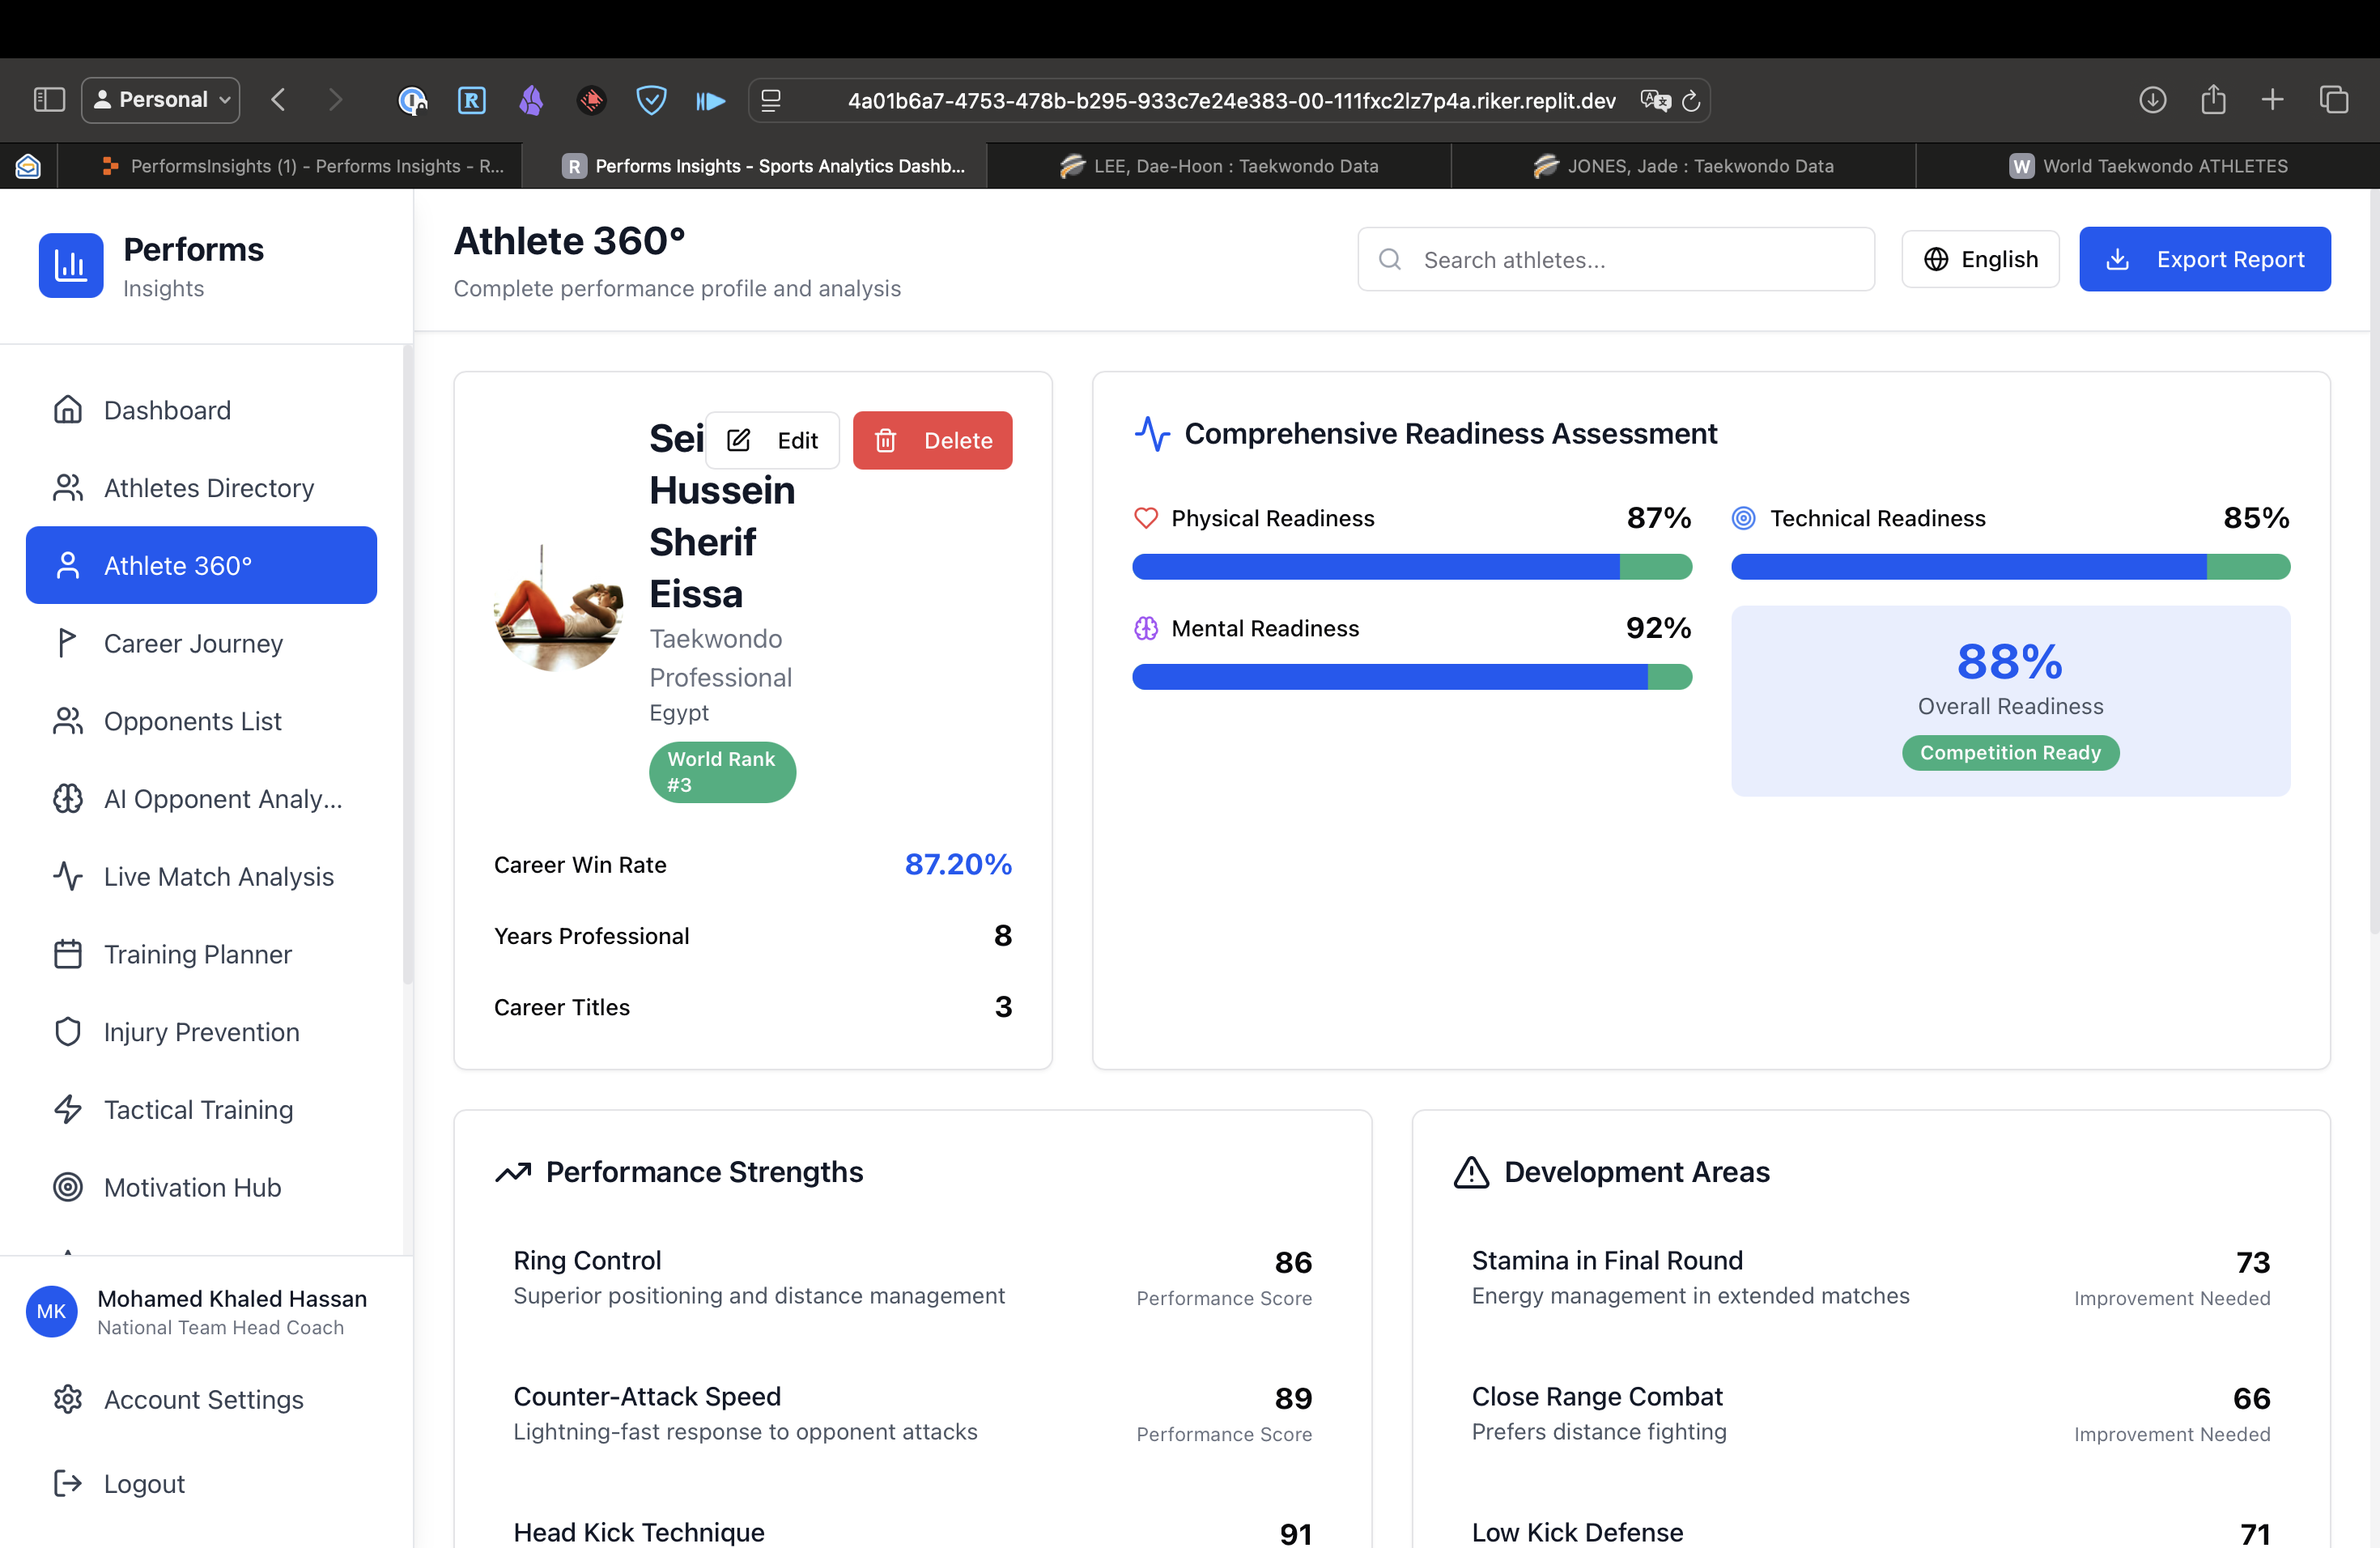 Personal
4a01b6a7-4753-478b-b295-933c7e24e383-00-111fxc2lz7p4a.riker.replit.dev
PerformsInsights (1) - Performs Insights - R...
R Performs Insights - Sports Analytics Dashb...
LEE, Dae-Hoon : Taekwondo Data
JONES, Jade : Taekwondo Data
W World Taekwondo ATHLETES
Performs
Insights
Dashboard
Athletes Directory
Athlete 360°
Career Journey
Opponents List
AI Opponent Analy...
Live Match Analysis
Training Planner
Injury Prevention
Tactical Training
Motivation Hub
MK
Mohamed Khaled Hassan
National Team Head Coach
Account Settings
Logout
Athlete 360°
Complete performance profile and analysis
Search athletes...
English
Export Report
Sei
Edit
Delete
Hussein
Sherif
Eissa
Taekwondo
Professional
Egypt
World Rank
#3
Career Win Rate 87.20%
Years Professional 8
Career Titles 3
Comprehensive Readiness Assessment
Physical Readiness 87%
Technical Readiness 85%
Mental Readiness 92%
88%
Overall Readiness
Competition Ready
Performance Strengths
Ring Control 86
Superior positioning and distance management Performance Score
Counter-Attack Speed 89
Lightning-fast response to opponent attacks Performance Score
Head Kick Technique 91
Development Areas
Stamina in Final Round 73
Energy management in extended matches Improvement Needed
Close Range Combat 66
Prefers distance fighting Improvement Needed
Low Kick Defense 71